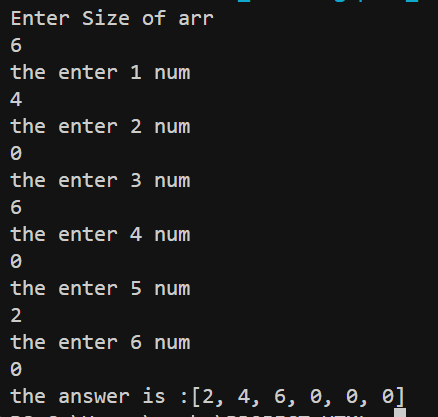 Enter Size of arr
6
the enter 1 num
4
the enter 2 num
0
the enter 3 num
6
the enter 4 num
0
the enter 5 num
2
the enter 6 num
0
the answer is :[2, 4, 6, 0, 0, 0]